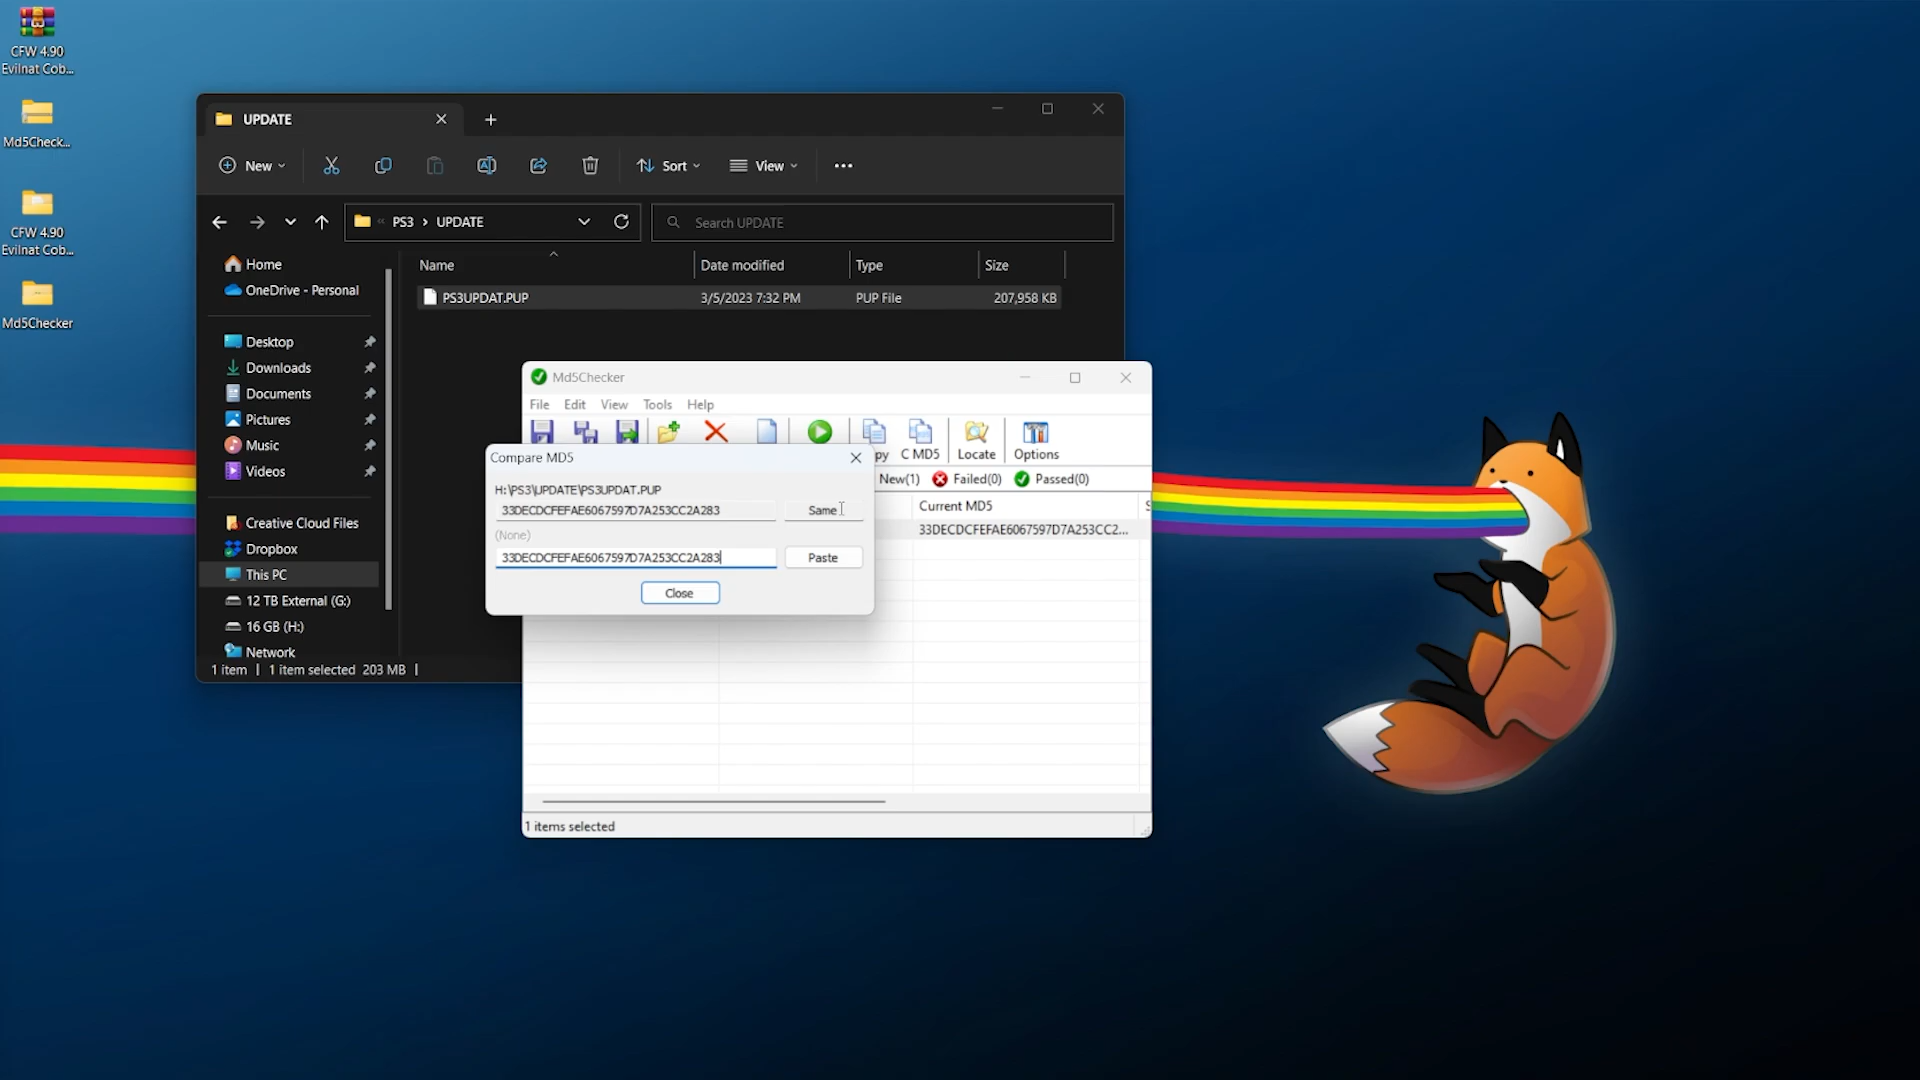 CFW 4.90
Evilnat Cob...
Md5Check...
CFW 4.90
Evilnat Cob...
Md5Checker
UPDATE
New
Sort
View
PS3 › UPDATE
Search UPDATE
Home
OneDrive - Personal
Desktop
Downloads
Documents
Pictures
Music
Videos
Creative Cloud Files
Dropbox
This PC
12 TB External (G:)
16 GB (H:)
Network
Name Date modified Type Size
PS3UPDAT.PUP 3/5/2023 7:32 PM PUP File 207,958 KB
1 item 1 item selected 203 MB
Md5Checker
File Edit View Tools Help
py C MD5 Locate Options
New(1) Failed(0) Passed(0)
Current MD5 S
33DECDCFEFAE6067597D7A253CC2...
Compare MD5
H:\PS3\UPDATE\PS3UPDAT.PUP
33DECDCFEFAE6067597D7A253CC2A283 Same
(None)
33DECDCFEFAE6067597D7A253CC2A283 Paste
Close
1 items selected